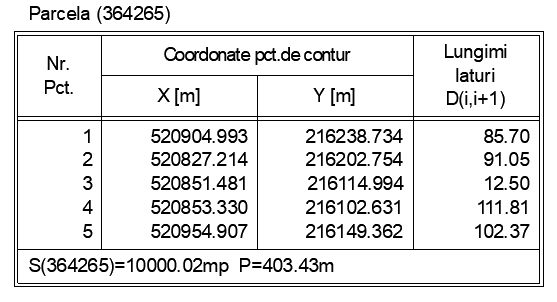 Parcela (364265)
Nr. Pct. Coordonate pct.de contur Lungimi laturi D(i,i+1)
X [m] Y [m]
1 520904.993 216238.734 85.70
2 520827.214 216202.754 91.05
3 520851.481 216114.994 12.50
4 520853.330 216102.631 111.81
5 520954.907 216149.362 102.37
S(364265)=10000.02mp P=403.43m